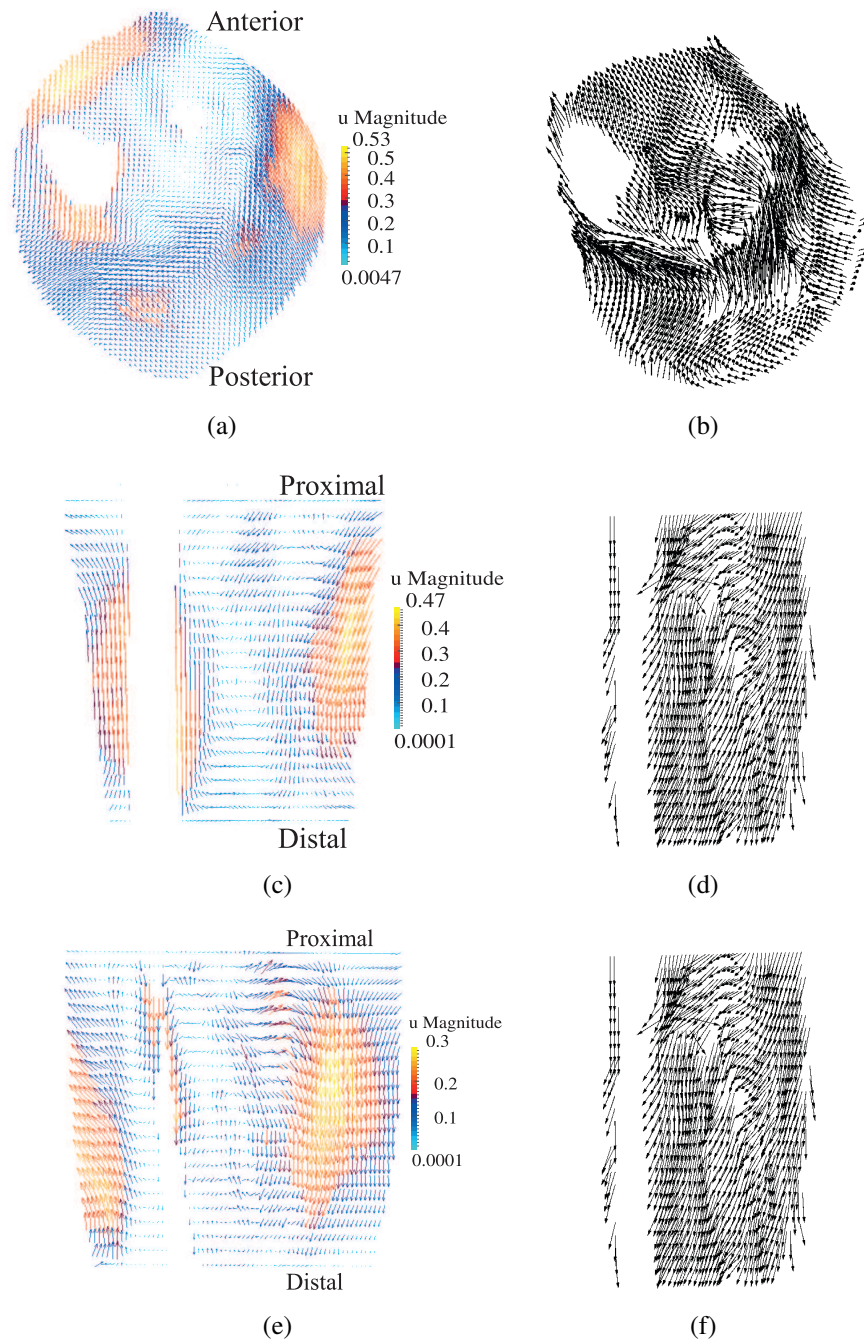 Anterior
u Magnitude
0.53
0.5
0.4
0.3
0.2
0.1
0.0047
Posterior
(a)
(b)
Proximal
u Magnitude
0.47
0.4
0.3
0.2
0.1
0.0001
Distal
(c)
(d)
Proximal
u Magnitude
0.3
0.2
0.1
0.0001
Distal
(e)
(f)